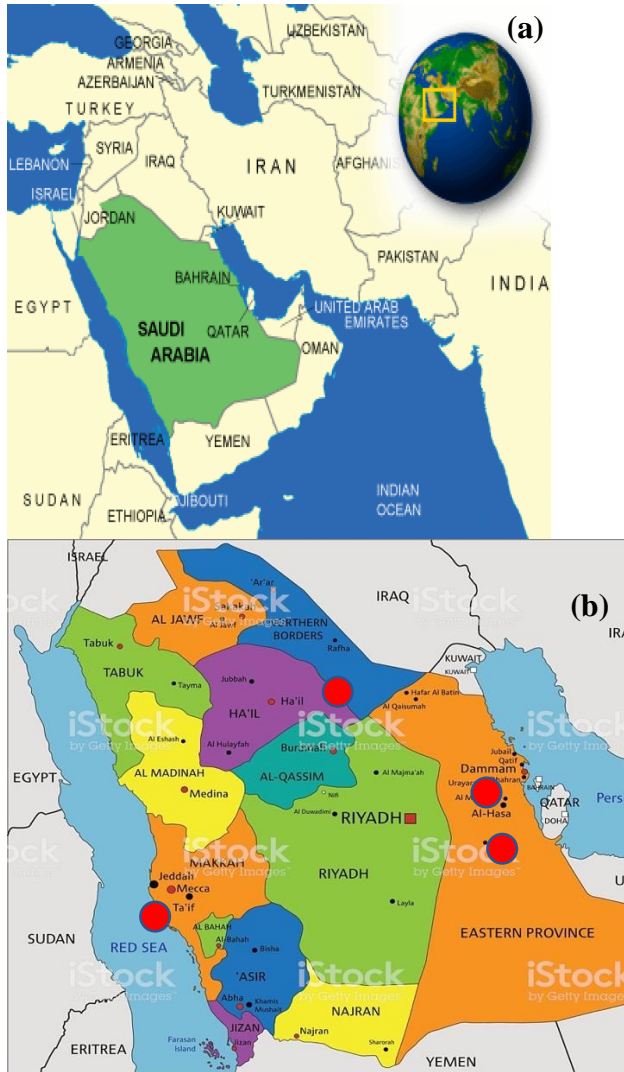 (a)
UZBEKISTAN
GEORGIA
ARMENIA
AZERBAIJAN
TURKMENISTAN
TURKEY
SYRIA
LEBANON
IRAQ
IRAN
ISRAEL
JORDAN
KUWAIT
PAKISTAN
INDIA
BAHRAIN
EGYPT
UNITED ARAB
EMIRATES
QATAR
SAUDI
ARABIA
OMAN
ERITREA
YEMEN
SUDAN
DJIBOUTI
INDIAN
OCEAN
ETHIOPIA
(b)
ISRAEL
'Ar'ar
IRAQ
iStock
by Getty Images
Sakakah
AL JAWF
Al Jawf
NORTHERN
BORDERS
Rafha
Tabuk
TABUK
Tayma
Jubbah
Ha'il
HA'IL
KUWAIT
KUWAIT
Hafar Al Batin
Al Qaisumah
Al Eshash
Al Hulayfah
Buraidah
AL-QASSIM
Al Majma'ah
Jubail
Qatif
Dammam
Dhahran
EGYPT
AL MADINAH
Medina
Nifi
Al Duwadimi
RIYADH
Al-Hasa
BAHRAIN
QATAR
DOHA
Pers
MAKKAH
Jeddah
Mecca
Ta'if
RIYADH
Layla
AL BAHAH
Al-Bahah
Bisha
EASTERN PROVINCE
SUDAN
RED SEA
'ASIR
Abha
Khamis
Mushait
NAJRAN
JIZAN
Jizan
Najran
Sharorah
Farasan
Island
ERITREA
YEMEN